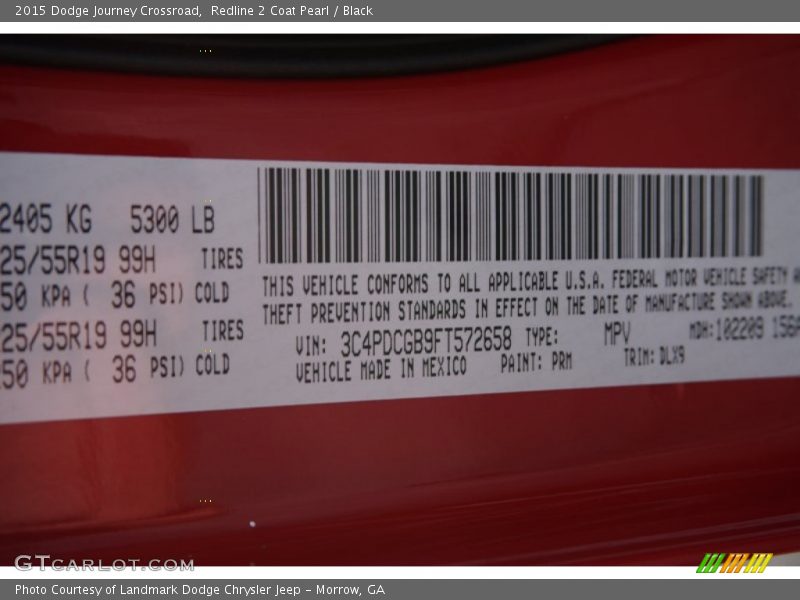 2015 Dodge Journey Crossroad,  Redline 2 Coat Pearl / Black
2405 KG 5300 LB
25/55R19 99H TIRES
50 KPA ( 36 PSI) COLD
25/55R19 99H TIRES
50 KPA ( 36 PSI) COLD
THIS VEHICLE CONFORMS TO ALL APPLICABLE U.S.A. FEDERAL MOTOR VEHICLE SAFETY
THEFT PREVENTION STANDARDS IN EFFECT ON THE DATE OF MANUFACTURE SHOWN ABOVE.
VIN: 3C4PDCGB9FT572658 TYPE: MPV MDH:102209
VEHICLE MADE IN MEXICO PAINT: PRM TRIM: DLX9
GTCARLOT.COM
Photo Courtesy of Landmark Dodge Chrysler Jeep – Morrow, GA